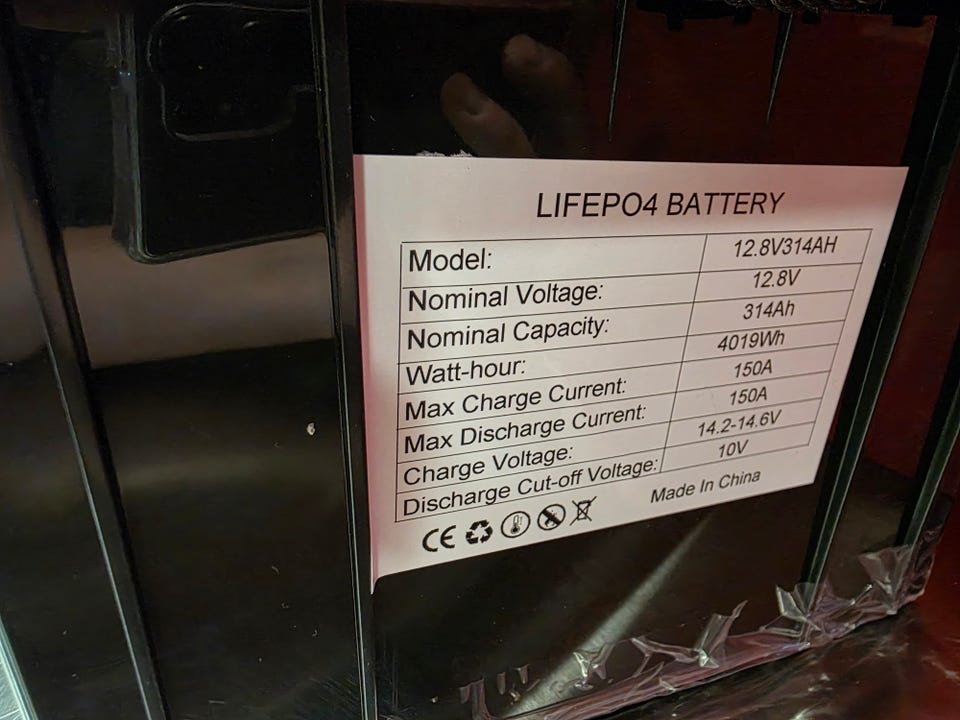 LIFEPO4 BATTERY
Model: 12.8V314AH
Nominal Voltage: 12.8V
Nominal Capacity: 314Ah
Watt-hour: 4019Wh
Max Charge Current: 150A
Max Discharge Current: 150A
Charge Voltage: 14.2-14.6V
Discharge Cut-off Voltage: 10V
CE Made In China